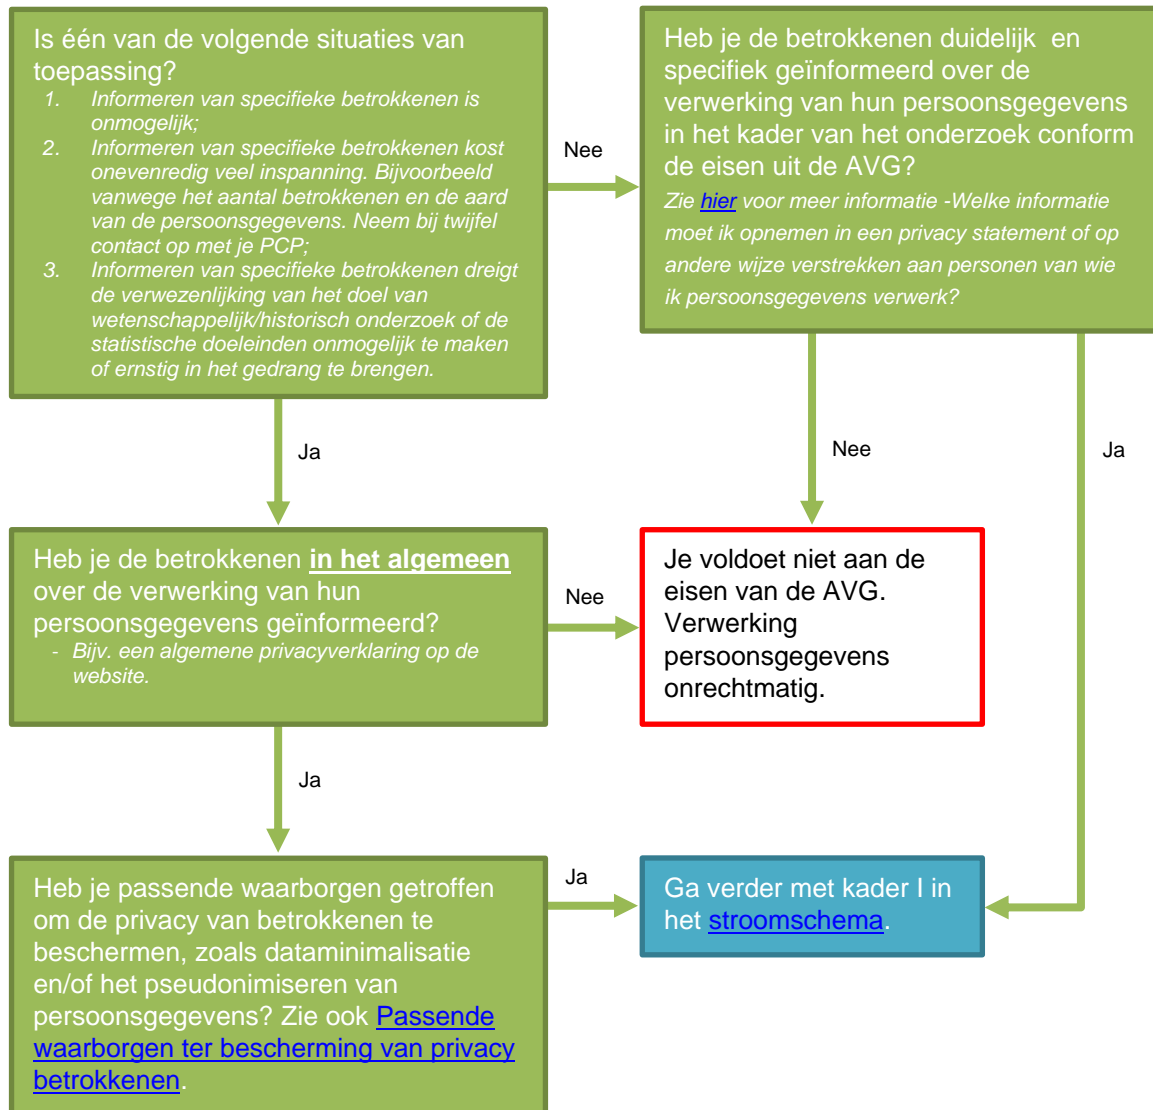 Is één van de volgende situaties van
toepassing?
1. Informeren van specifieke betrokkenen is
onmogelijk;
2. Informeren van specifieke betrokkenen kost
onevenredig veel inspanning. Bijvoorbeeld
vanwege het aantal betrokkenen en de aard
van de persoonsgegevens. Neem bij twijfel
contact op met je PCP;
3. Informeren van specifieke betrokkenen dreigt
de verwezenlijking van het doel van
wetenschappelijk/historisch onderzoek of de
statistische doeleinden onmogelijk te maken
of ernstig in het gedrang te brengen.
Nee
Heb je de betrokkenen duidelijk en
specifiek geïnformeerd over de
verwerking van hun persoonsgegevens
in het kader van het onderzoek conform
de eisen uit de AVG?
Zie hier voor meer informatie -Welke informatie
moet ik opnemen in een privacy statement of op
andere wijze verstrekken aan personen van wie
ik persoonsgegevens verwerk?
Ja
Nee
Ja
Heb je de betrokkenen in het algemeen
over de verwerking van hun
persoonsgegevens geïnformeerd?
- Bijv. een algemene privacyverklaring op de
website.
Nee
Je voldoet niet aan de
eisen van de AVG.
Verwerking
persoonsgegevens
onrechtmatig.
Ja
Heb je passende waarborgen getroffen
om de privacy van betrokkenen te
beschermen, zoals dataminimalisatie
en/of het pseudonimiseren van
persoonsgegevens? Zie ook Passende
waarborgen ter bescherming van privacy
betrokkenen.
Ja
Ga verder met kader I in
het stroomschema.